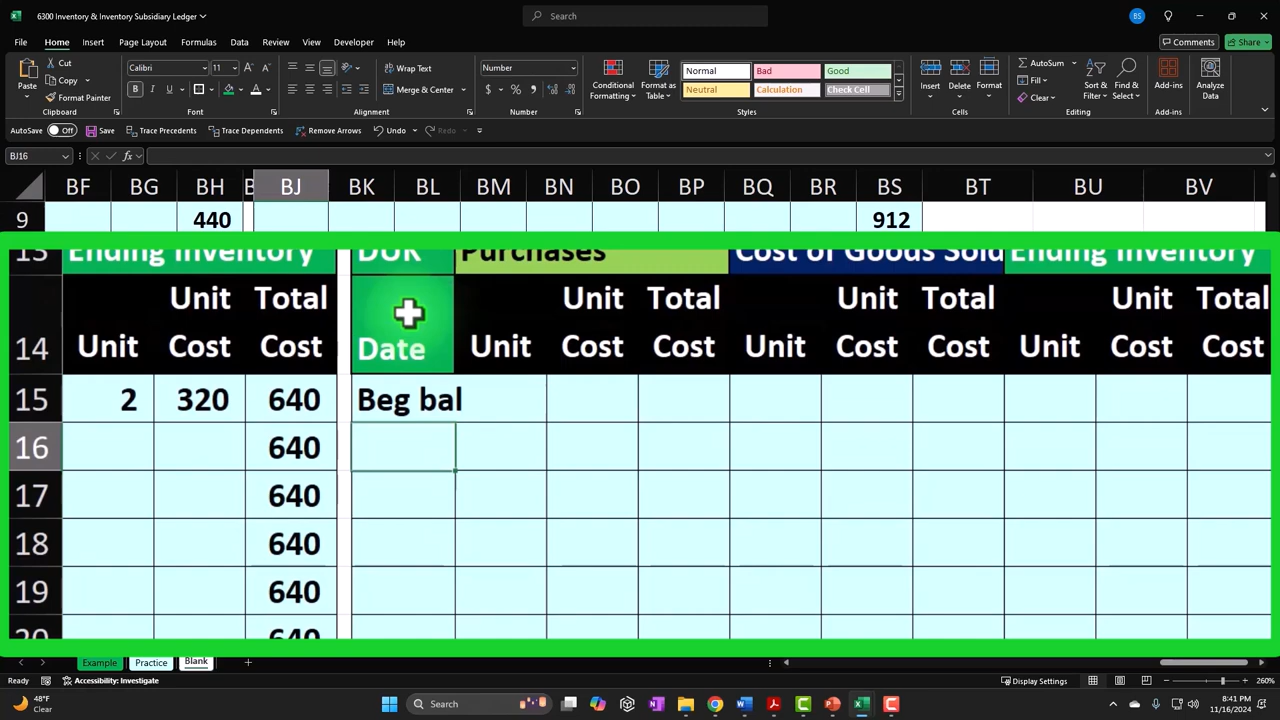 6300 Inventory & Inventory Subsidiary Ledger
Search
BS
File Home Insert Page Layout Formulas Data Review View Developer Help
Comments
Share
Paste
Cut
Copy
Format Painter
Clipboard
Calibri 11
Font
Wrap Text
Merge & Center
Alignment
Number
Number
Conditional Formatting
Format as Table
Normal Bad Good
Neutral Calculation Check Cell
Styles
Insert Delete Format
Cells
AutoSum
Fill
Clear
Sort & Filter
Find & Select
Editing
Add-ins
Add-ins
Analyze Data
AutoSave Off Save Trace Precedents Trace Dependents Remove Arrows Undo Redo
BJ16 fx
BF BG BH BJ BK BL BM BN BO BP BQ BR BS BT BU BV
9 440 912
Ending Inventory DUR Purchases Cost of Goods Sold Ending Inventory
Unit Total Unit Total Unit Total Unit Total
14 Unit Cost Cost Date Unit Cost Cost Unit Cost Cost Unit Cost Cost
15 2 320 640 Beg bal
16 640
17 640
18 640
19 640
20 640
Example Practice Blank
Ready Accessibility: Investigate Display Settings 260%
48°F
Clear
Search
8:41 PM
11/16/2024